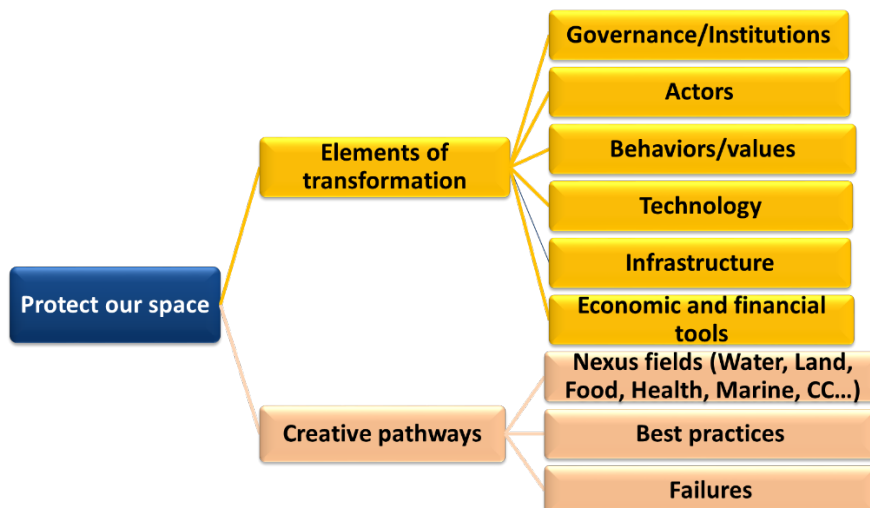 Protect our space
Elements of
transformation
Governance/Institutions
Actors
Behaviors/values
Technology
Infrastructure
Economic and financial
tools
Creative pathways
Nexus fields (Water, Land,
Food, Health, Marine, CC...)
Best practices
Failures